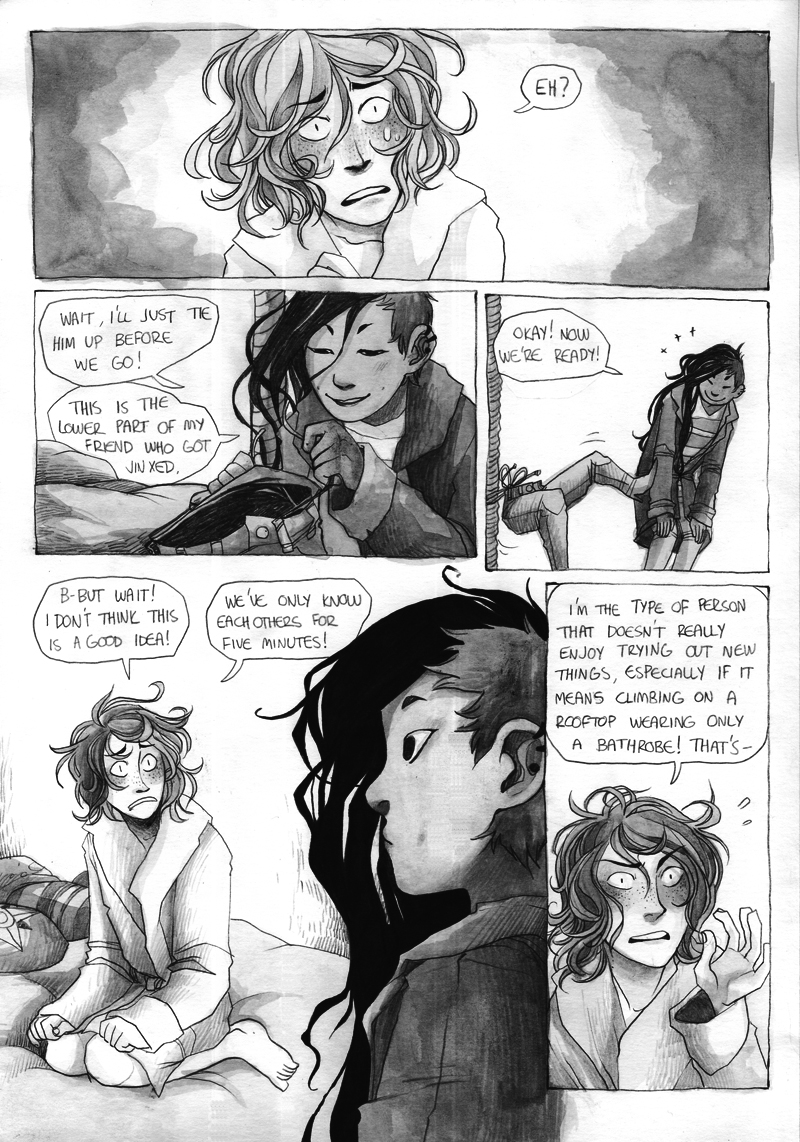 EH?
WAIT, I'LL JUST TIE
HIM UP BEFORE
WE GO!
THIS IS THE
LOWER PART OF MY
FRIEND WHO GOT
JINXED.
OKAY! NOW
WE'RE READY!
B-BUT WAIT!
I DON'T THINK THIS
IS A GOOD IDEA!
WE'VE ONLY KNOW
EACH OTHERS FOR
FIVE MINUTES!
I'M THE TYPE OF PERSON
THAT DOESN'T REALLY
ENJOY TRYING OUT NEW
THINGS, ESPECIALLY IF IT
MEANS CLIMBING ON A
ROOFTOP WEARING ONLY
A BATHROBE! THAT'S-